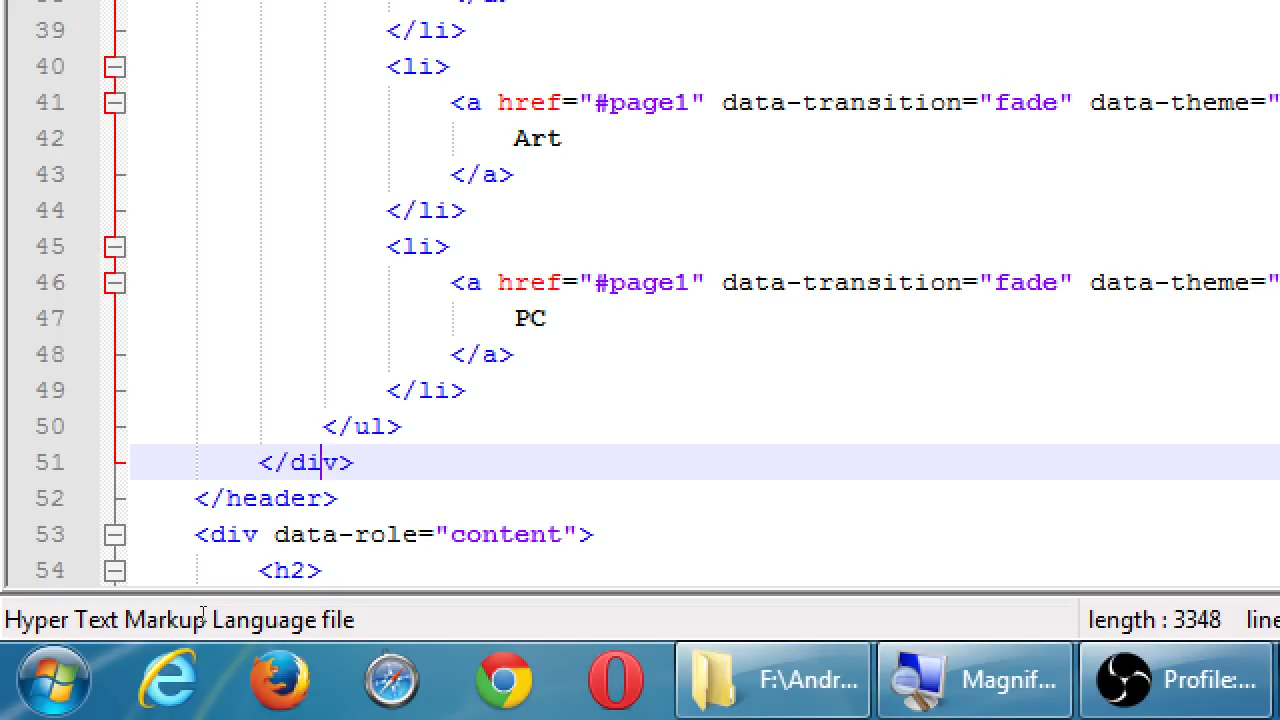 39 </li>
40 <li>
41 <a href="#page1" data-transition="fade" data-theme="
42 Art
43 </a>
44 </li>
45 <li>
46 <a href="#page1" data-transition="fade" data-theme="
47 PC
48 </a>
49 </li>
50 </ul>
51 </div>
52 </header>
53 <div data-role="content">
54 <h2>
Hyper Text Markup Language file length : 3348 line
F:\Andr... Magnif... Profile:...